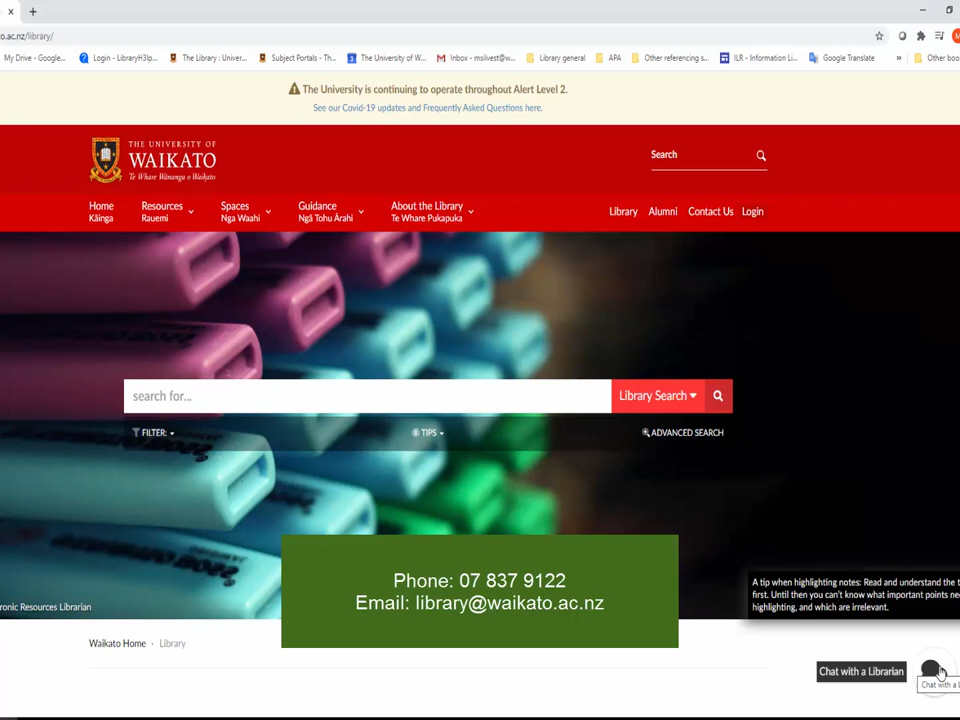 o.ac.nz/library/
My Drive - Google... Login - LibraryH3lp... The Library : Univer... Subject Portals - Th... The University of W... Inbox - msilvest@w... Library general APA Other referencing s... ILR - Information Li... Google Translate » Other boo
The University is continuing to operate throughout Alert Level 2.
See our Covid-19 updates and Frequently Asked Questions here.
THE UNIVERSITY OF
WAIKATO
Te Whare Wānanga o Waikato
Search
Home Resources Spaces Guidance About the Library
Kāinga Rauemi Nga Waahi Ngā Tohu Ārahi Te Whare Pukapuka
Library Alumni Contact Us Login
search for...
Library Search
FILTER: TIPS ADVANCED SEARCH
Phone: 07 837 9122
Email: library@waikato.ac.nz
A tip when highlighting notes: Read and understand the t
first. Until then you can't know what important points nee
highlighting, and which are irrelevant.
ronic Resources Librarian
Waikato Home · Library
Chat with a Librarian
Chat with a L